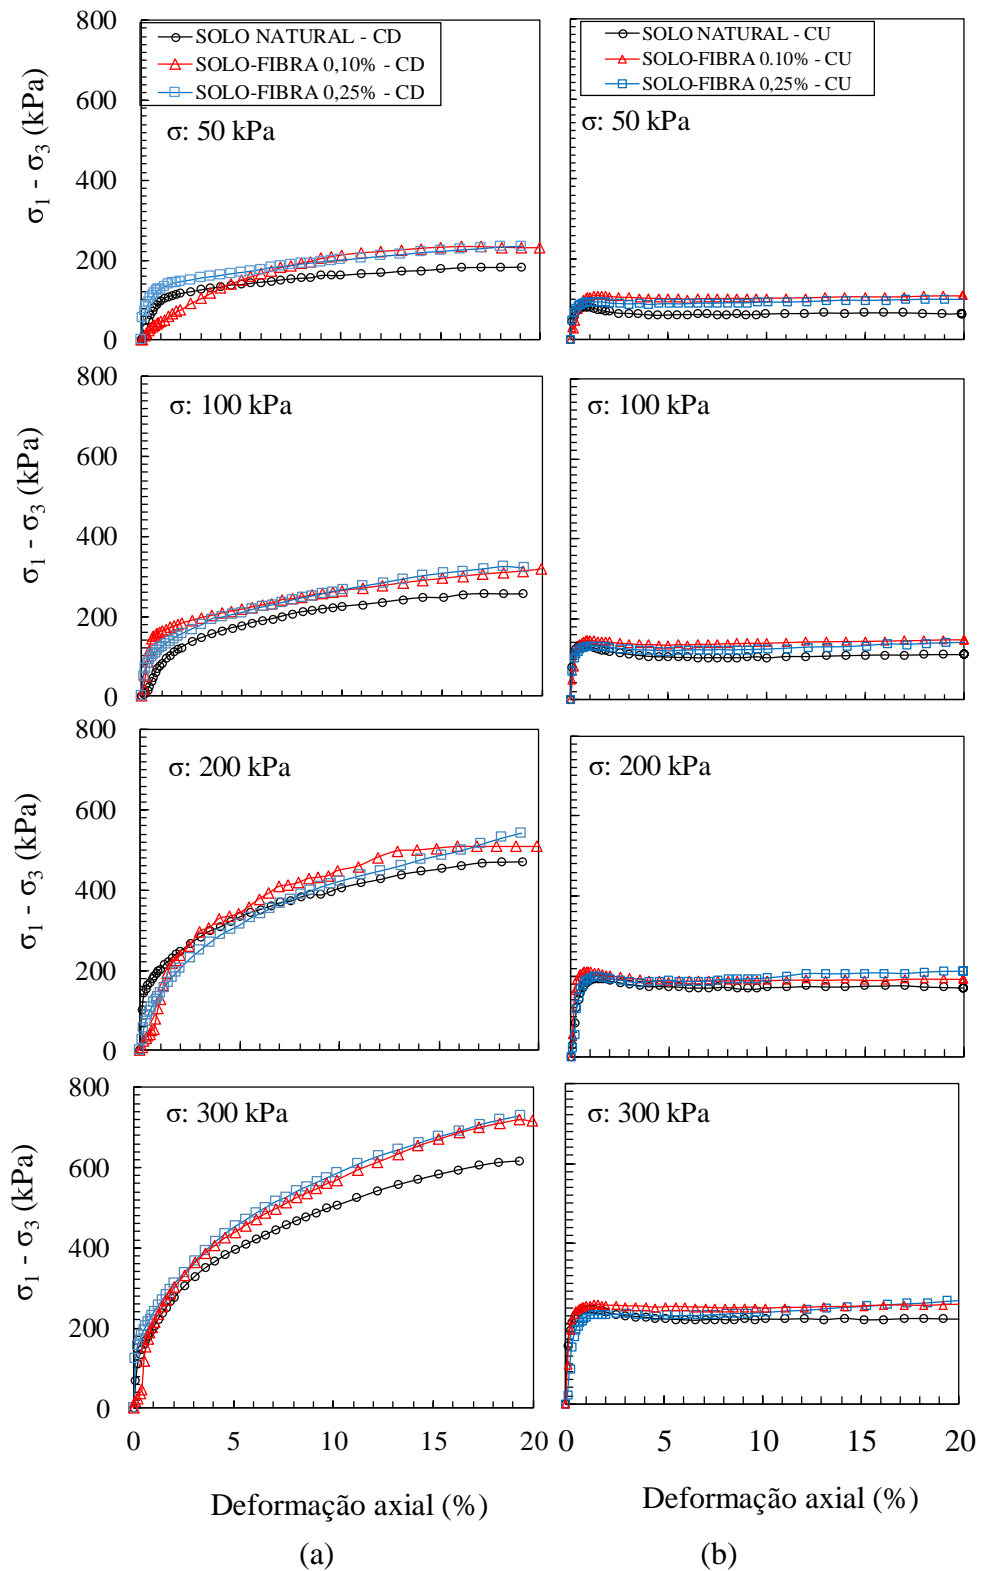 SOLO NATURAL - CD
SOLO-FIBRA 0,10% - CD
SOLO-FIBRA 0,25% - CD
σ: 50 kPa
σ₁ - σ₃ (kPa)
800
600
400
200
0
SOLO NATURAL - CU
SOLO-FIBRA 0.10% - CU
SOLO-FIBRA 0,25% - CU
σ: 50 kPa
σ: 100 kPa
σ₁ - σ₃ (kPa)
800
600
400
200
0
σ: 100 kPa
σ: 200 kPa
σ₁ - σ₃ (kPa)
800
600
400
200
0
σ: 200 kPa
σ: 300 kPa
σ₁ - σ₃ (kPa)
800
600
400
200
0
0 5 10 15 20
Deformação axial (%)
(a)
σ: 300 kPa
0 5 10 15 20
Deformação axial (%)
(b)